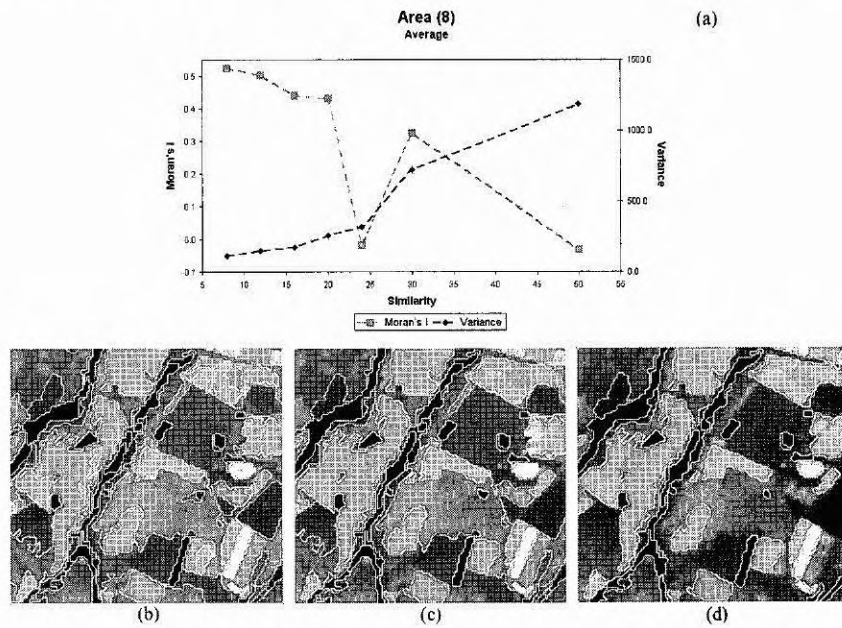 Area (8)
(a)
Average
Moran's I
0.5
0.4
0.3
0.2
0.1
0.0
-0.1
1500.0
1000.0
500.0
0.0
Variance
5 10 15 20 25 30 35 40 45 50 55
Similarity
Moran's I Variance
(b) (c) (d)